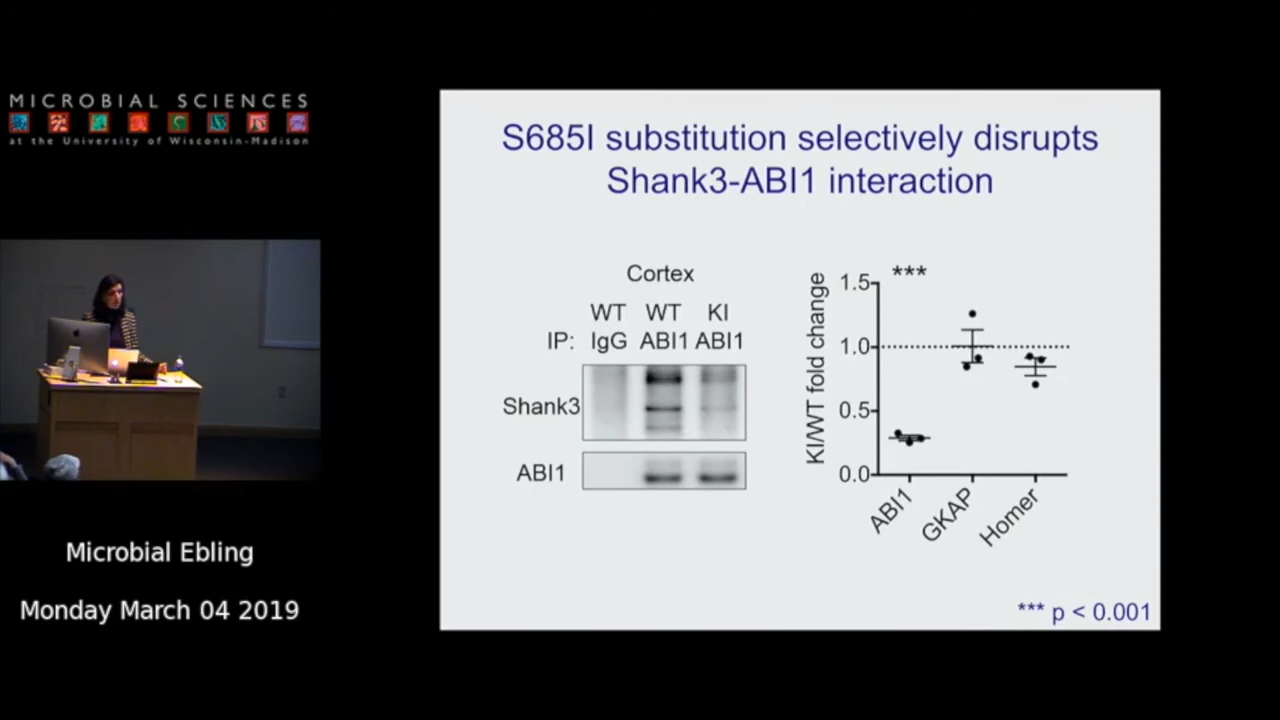 MICROBIAL SCIENCES
at the University of Wisconsin-Madison
Microbial Ebling
Monday March 04 2019
S685I substitution selectively disrupts
Shank3-ABI1 interaction
Cortex
WT WT KI
IP: IgG ABI1 ABI1
Shank3
ABI1
KI/WT fold change
1.5
1.0
0.5
0.0
***
ABI1
GKAP
Homer
*** p < 0.001